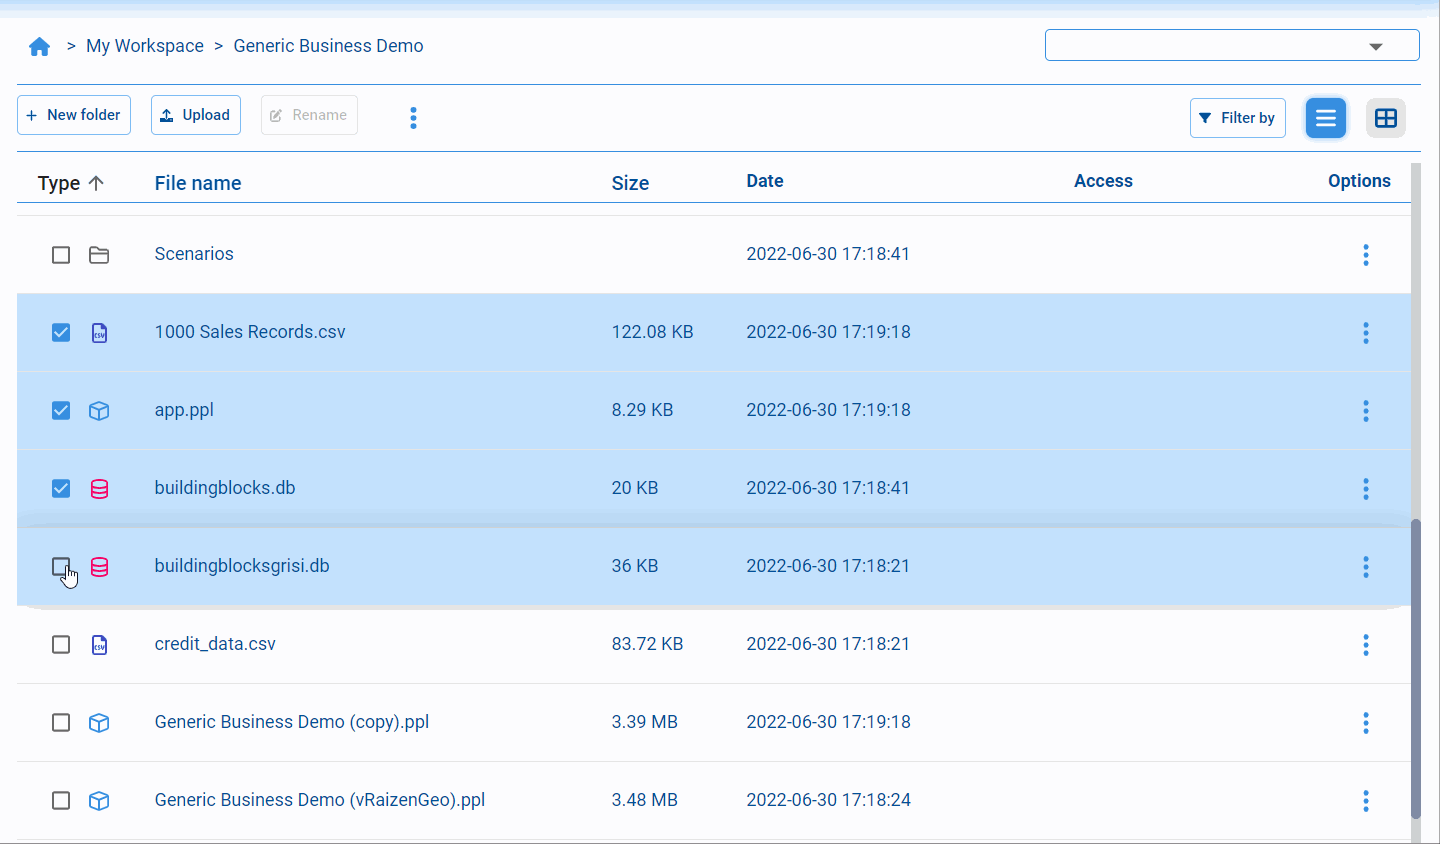 > My Workspace > Generic Business Demo
+ New folder Upload Rename Filter by
Type File name Size Date Access Options
Scenarios 2022-06-30 17:18:41
CSV 1000 Sales Records.csv 122.08 KB 2022-06-30 17:19:18
app.ppl 8.29 KB 2022-06-30 17:19:18
buildingblocks.db 20 KB 2022-06-30 17:18:41
buildingblocksgrisi.db 36 KB 2022-06-30 17:18:21
CSV credit_data.csv 83.72 KB 2022-06-30 17:18:21
Generic Business Demo (copy).ppl 3.39 MB 2022-06-30 17:19:18
Generic Business Demo (vRaizenGeo).ppl 3.48 MB 2022-06-30 17:18:24